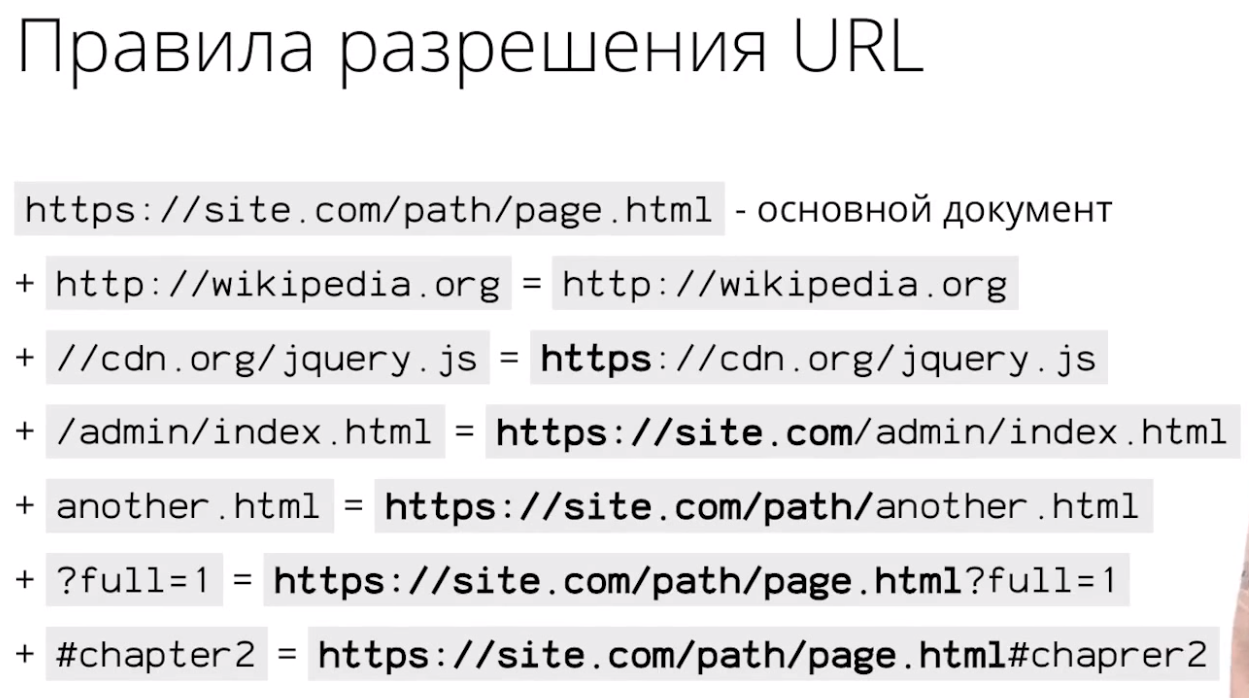 Правила разрешения URL
https://site.com/path/page.html - основной документ
+ http://wikipedia.org = http://wikipedia.org
+ //cdn.org/jquery.js = https://cdn.org/jquery.js
+ /admin/index.html = https://site.com/admin/index.html
+ another.html = https://site.com/path/another.html
+ ?full=1 = https://site.com/path/page.html?full=1
+ #chapter2 = https://site.com/path/page.html#chaprer2